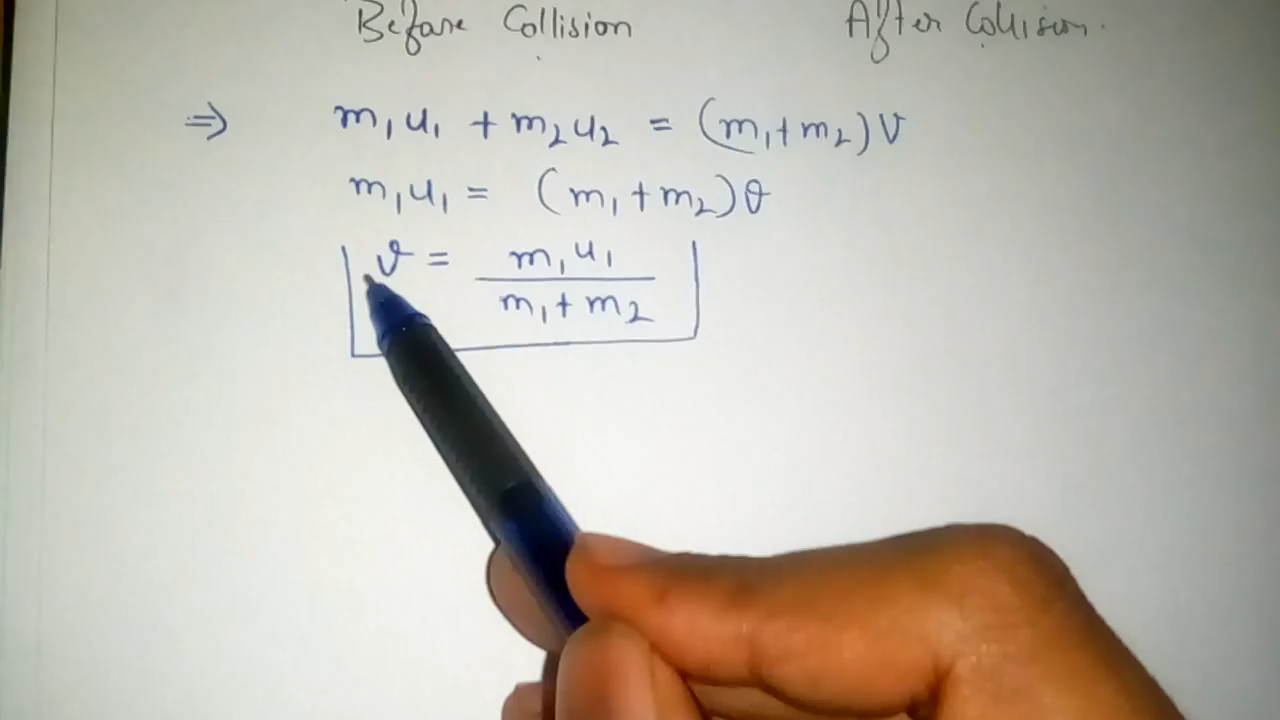 Before Collision After Collision.
⇒ m₁u₁ + m₂u₂ = (m₁+m₂)v
m₁u₁ = (m₁+m₂)v
v = m₁u₁
m₁+m₂